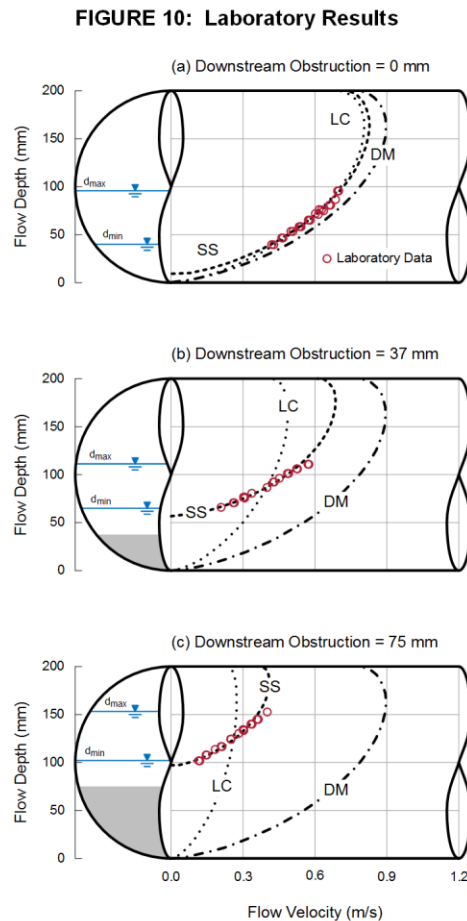 FIGURE 10: Laboratory Results
(a) Downstream Obstruction = 0 mm
Flow Depth (mm)
200
150
100
50
0
dmax
dmin
SS
LC
DM
Laboratory Data
(b) Downstream Obstruction = 37 mm
Flow Depth (mm)
200
150
100
50
0
dmax
dmin
SS
LC
DM
(c) Downstream Obstruction = 75 mm
Flow Depth (mm)
200
150
100
50
0
dmax
dmin
SS
LC
DM
0.0 0.3 0.6 0.9 1.2
Flow Velocity (m/s)